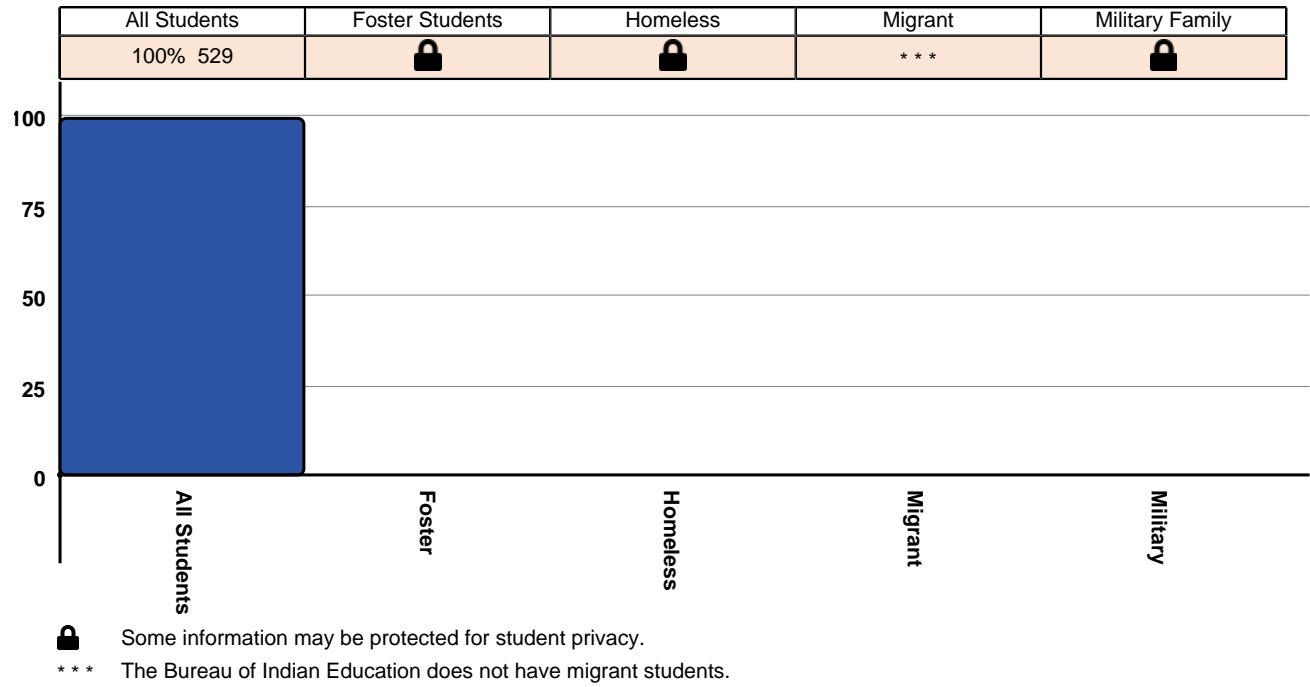 All Students Foster Students Homeless Migrant Military Family
100% 529 * * *
100
75
50
25
0
All Students Foster Homeless Migrant Military
Some information may be protected for student privacy.
* * * The Bureau of Indian Education does not have migrant students.